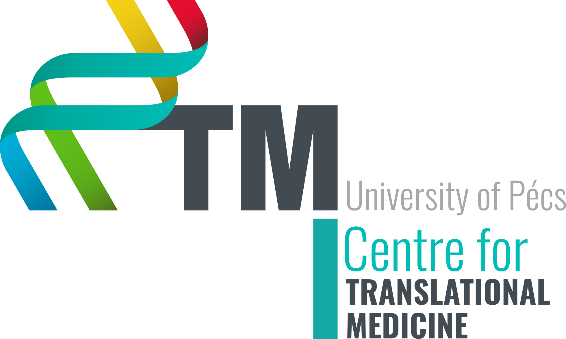 TM
University of Pécs
Centre for
TRANSLATIONAL
MEDICINE